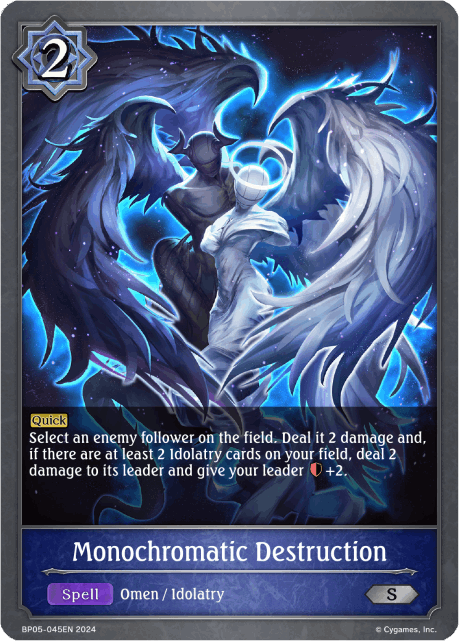 2
Quick
Select an enemy follower on the field. Deal it 2 damage and,
if there are at least 2 Idolatry cards on your field, deal 2
damage to its leader and give your leader +2.
Monochromatic Destruction
Spell Omen / Idolatry S
BP05-045EN 2024 © Cygames, Inc.